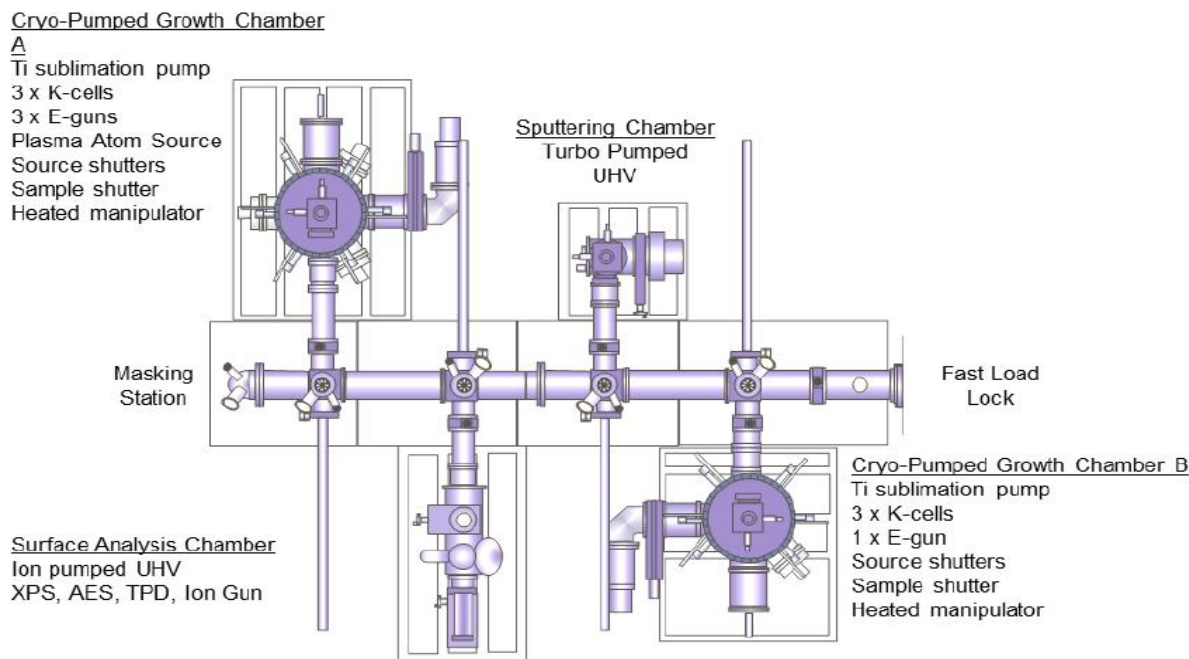 Cryo-Pumped Growth Chamber
A
Ti sublimation pump
3 x K-cells
3 x E-guns
Plasma Atom Source
Source shutters
Sample shutter
Heated manipulator
Sputtering Chamber
Turbo Pumped
UHV
Masking
Station
Fast Load
Lock
Surface Analysis Chamber
Ion pumped UHV
XPS, AES, TPD, Ion Gun
Cryo-Pumped Growth Chamber B
Ti sublimation pump
3 x K-cells
1 x E-gun
Source shutters
Sample shutter
Heated manipulator